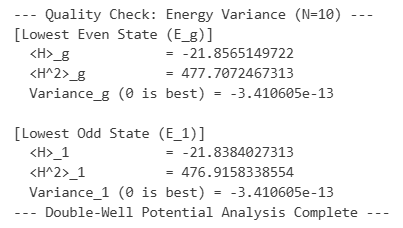 --- Quality Check: Energy Variance (N=10) ---
[Lowest Even State (E_g)]
  <H>_g            = -21.8565149722
  <H^2>_g          = 477.7072467313
  Variance_g (0 is best) = -3.410605e-13

[Lowest Odd State (E_1)]
  <H>_1            = -21.8384027313
  <H^2>_1          = 476.9158338554
  Variance_1 (0 is best) = -3.410605e-13
--- Double-Well Potential Analysis Complete ---